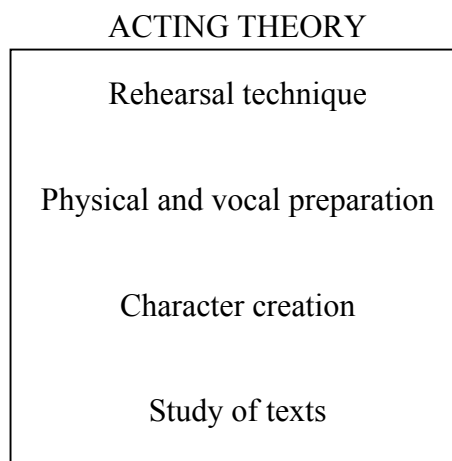 ACTING THEORY
Rehearsal technique
Physical and vocal preparation
Character creation
Study of texts